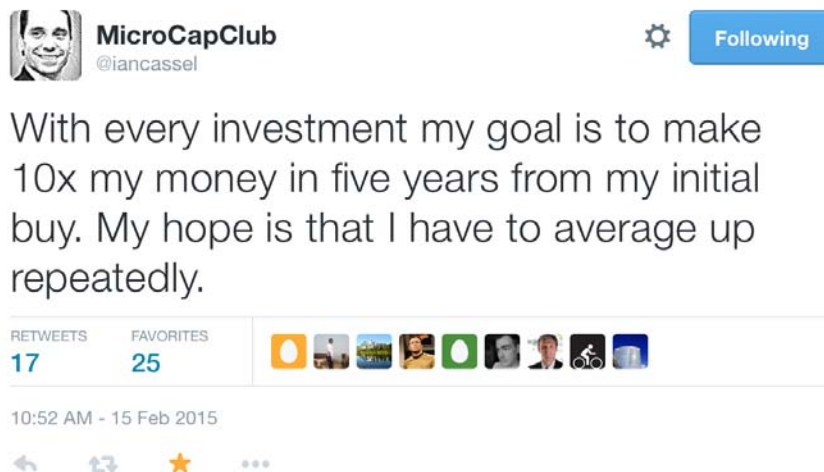 MicroCapClub
@iancassel
Following
With every investment my goal is to make
10x my money in five years from my initial
buy. My hope is that I have to average up
repeatedly.
RETWEETS FAVORITES
17 25
10:52 AM - 15 Feb 2015